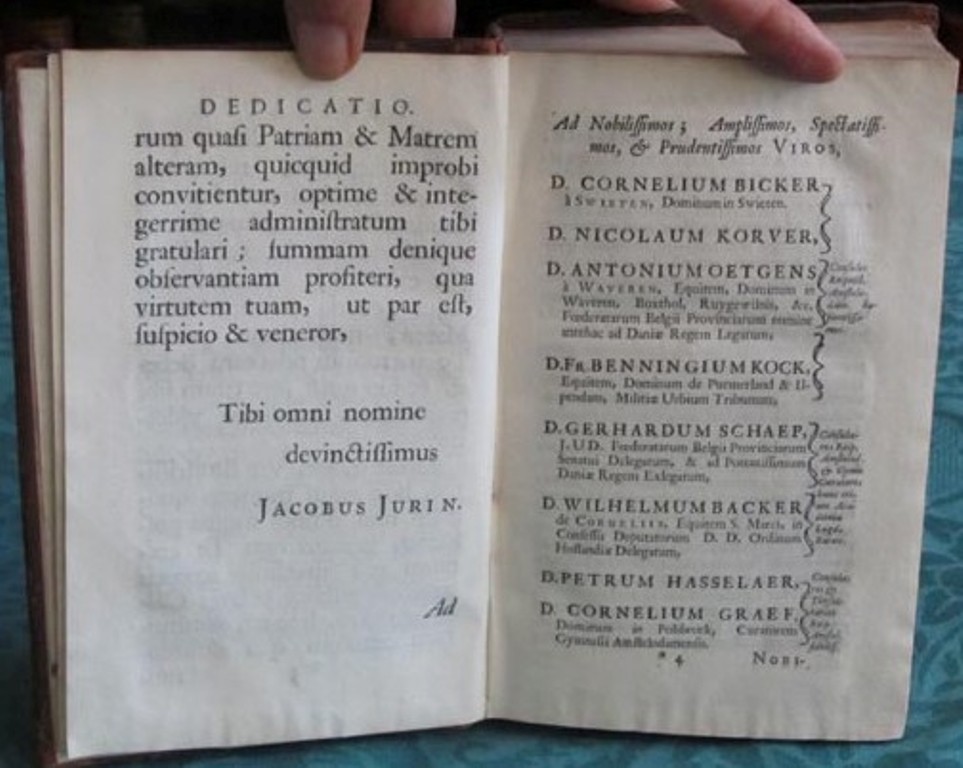 DEDICATIO.
rum quaſi Patriam & Matrem
alteram, quicquid improbi
convitientur, optime & inte-
gerrime adminiſtratum tibi
gratulari ; ſummam denique
obſervantiam profiteri, qua
virtutem tuam, ut par eſt,
ſuſpicio & veneror,
Tibi omni nomine
devinctiſſimus
JACOBUS JURIN.
Ad
Ad Nobiliſſimos ; Ampliſſimos, Spectatiſſi-
mos, & Prudentiſſimos VIROS,
D. CORNELIUM BICKER
à SWIETEN, Dominum in Swieten.
D. NICOLAUM KORVER,
D. ANTONIUM OETGENS
à WAVEREN, Equitem, Dominum in
Waveren, Boxthol, Ruygewilnis, &c.
Fœderatarum Belgii Provinciarum nomine
ad Daniæ Regem Legatum,
D. FR. BENNINGIUM KOCK,
Equitem, Dominum de Purmerland & Il-
pendam, Militiæ Urbium Tribunum,
D. GERHARDUM SCHAEP,
J.U.D. Fœderatarum Belgii Provinciarum
Senatui Delegatum, & ad Potentiſſimum
Daniæ Regem Exlegatum,
D. WILHELMUM BACKER
de CORNELIIS, Equitem S. Marci, in
Conſeſſu Deputatorum D. D. Ordinum
Hollandiæ Delegatum,
D. PETRUM HASSELAER,
D. CORNELIUM GRAEF,
Dominum in Polsbroek, Curatorem
Gymnaſii Amſtelodamenſis.
* 4 NOBI-